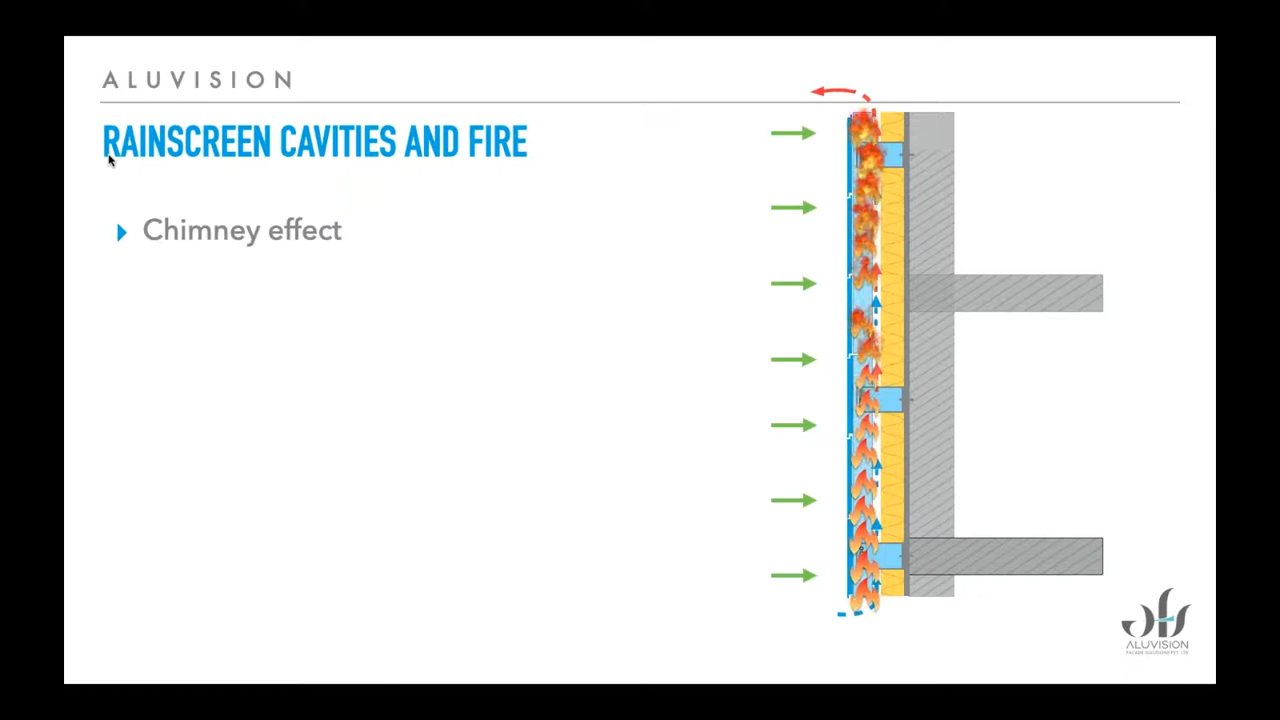 ALUVISION
RAINSCREEN CAVITIES AND FIRE
Chimney effect
ALUVISION
FACADE SOLUTIONS PVT. LTD